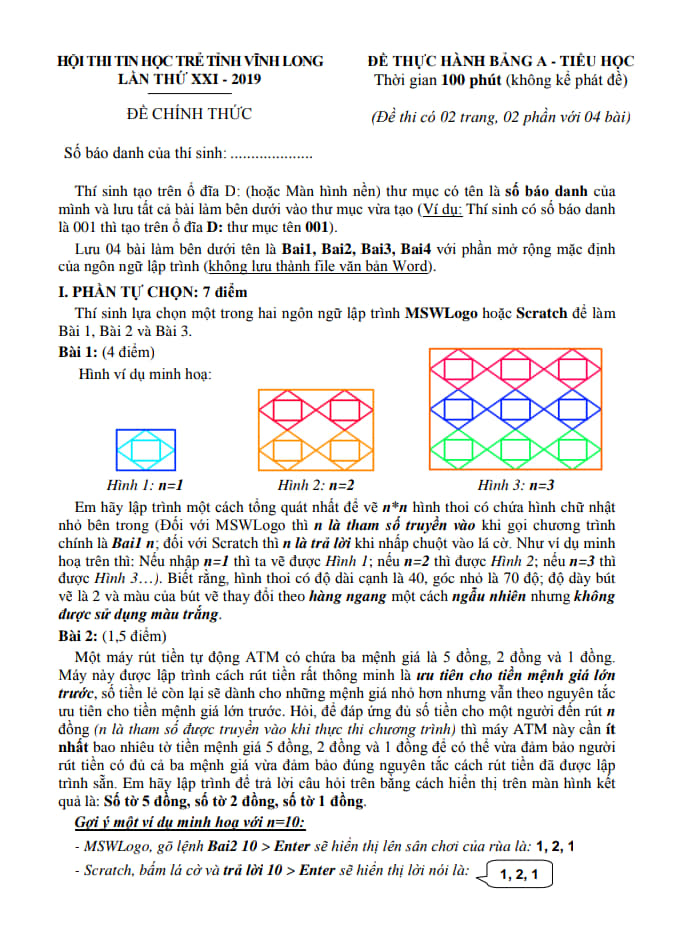 HỘI THI TIN HỌC TRẺ TỈNH VĨNH LONG
LẦN THỨ XXI - 2019
ĐỀ CHÍNH THỨC
ĐỀ THỰC HÀNH BẢNG A - TIỂU HỌC
Thời gian 100 phút (không kể phát đề)
(Đề thi có 02 trang, 02 phần với 04 bài)
Số báo danh của thí sinh: .....................
Thí sinh tạo trên ổ đĩa D: (hoặc Màn hình nền) thư mục có tên là số báo danh của
mình và lưu tất cả bài làm bên dưới vào thư mục vừa tạo (Ví dụ: Thí sinh có số báo danh
là 001 thì tạo trên ổ đĩa D: thư mục tên 001).
Lưu 04 bài làm bên dưới tên là Bai1, Bai2, Bai3, Bai4 với phần mở rộng mặc định
của ngôn ngữ lập trình (không lưu thành file văn bản Word).
I. PHẦN TỰ CHỌN: 7 điểm
Thí sinh lựa chọn một trong hai ngôn ngữ lập trình MSWLogo hoặc Scratch để làm
Bài 1, Bài 2 và Bài 3.
Bài 1: (4 điểm)
Hình ví dụ minh hoạ:
Hình 1: n=1
Hình 2: n=2
Hình 3: n=3
Em hãy lập trình một cách tổng quát nhất để vẽ n*n hình thoi có chứa hình chữ nhật
nhỏ bên trong (Đối với MSWLogo thì n là tham số truyền vào khi gọi chương trình
chính là Bai1 n; đối với Scratch thì n là trả lời khi nhấp chuột vào lá cờ. Như ví dụ minh
hoạ trên thì: Nếu nhập n=1 thì ta vẽ được Hình 1; nếu n=2 thì được Hình 2; nếu n=3 thì
được Hình 3…). Biết rằng, hình thoi có độ dài cạnh là 40, góc nhỏ là 70 độ; độ dày bút
vẽ là 2 và màu của bút vẽ thay đổi theo hàng ngang một cách ngẫu nhiên nhưng không
được sử dụng màu trắng.
Bài 2: (1,5 điểm)
Một máy rút tiền tự động ATM có chứa ba mệnh giá là 5 đồng, 2 đồng và 1 đồng.
Máy này được lập trình cách rút tiền rất thông minh là ưu tiên cho tiền mệnh giá lớn
trước, số tiền lẻ còn lại sẽ dành cho những mệnh giá nhỏ hơn nhưng vẫn theo nguyên tắc
ưu tiên cho tiền mệnh giá lớn trước. Hỏi, để đáp ứng đủ số tiền cho một người đến rút n
đồng (n là tham số được truyền vào khi thực thi chương trình) thì máy ATM này cần ít
nhất bao nhiêu tờ tiền mệnh giá 5 đồng, 2 đồng và 1 đồng để có thể vừa đảm bảo người
rút tiền có đủ cả ba mệnh giá vừa đảm bảo đúng nguyên tắc cách rút tiền đã được lập
trình sẵn. Em hãy lập trình để trả lời câu hỏi trên bằng cách hiển thị trên màn hình kết
quả là: Số tờ 5 đồng, số tờ 2 đồng, số tờ 1 đồng.
Gợi ý một ví dụ minh hoạ với n=10:
- MSWLogo, gõ lệnh Bai2 10 > Enter sẽ hiển thị lên sân chơi của rùa là: 1, 2, 1
- Scratch, bấm lá cờ và trả lời 10 > Enter sẽ hiển thị lời nói là: 1, 2, 1